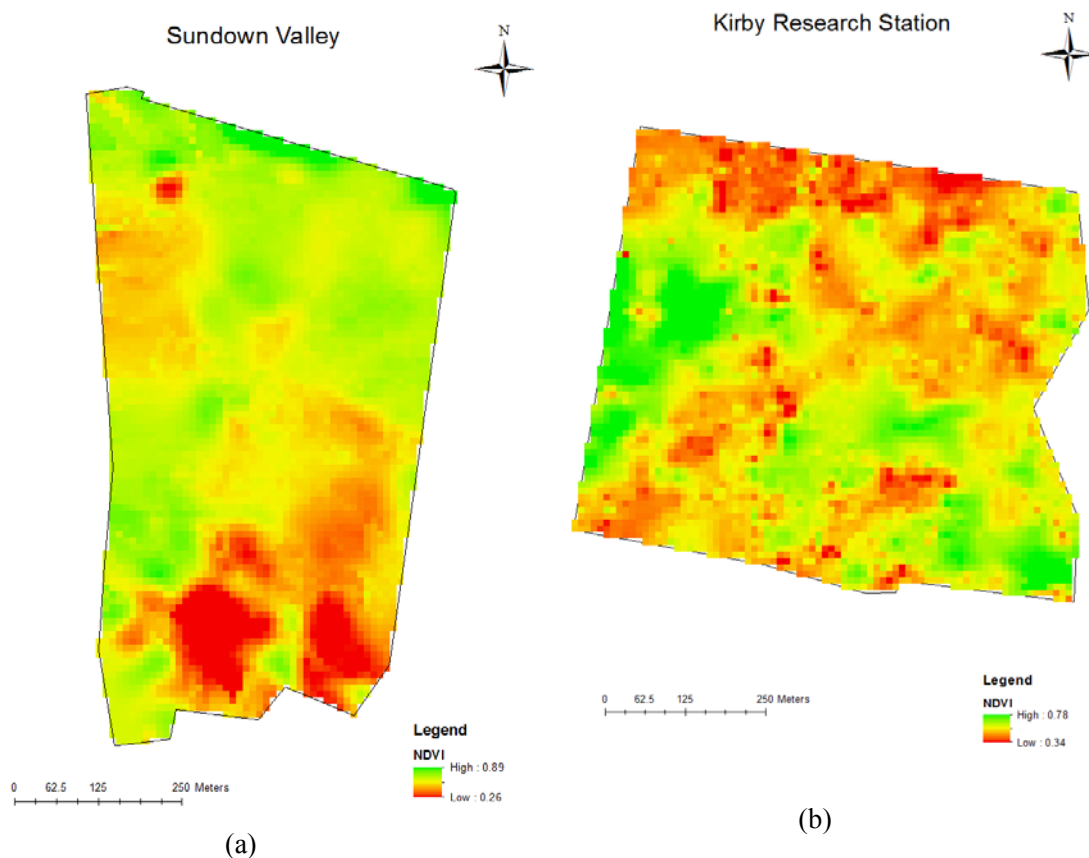 Sundown Valley
N
Legend
NDVI
High : 0.89
Low : 0.26
0 62.5 125 250 Meters
(a)
Kirby Research Station
N
Legend
NDVI
High : 0.78
Low : 0.34
0 62.5 125 250 Meters
(b)